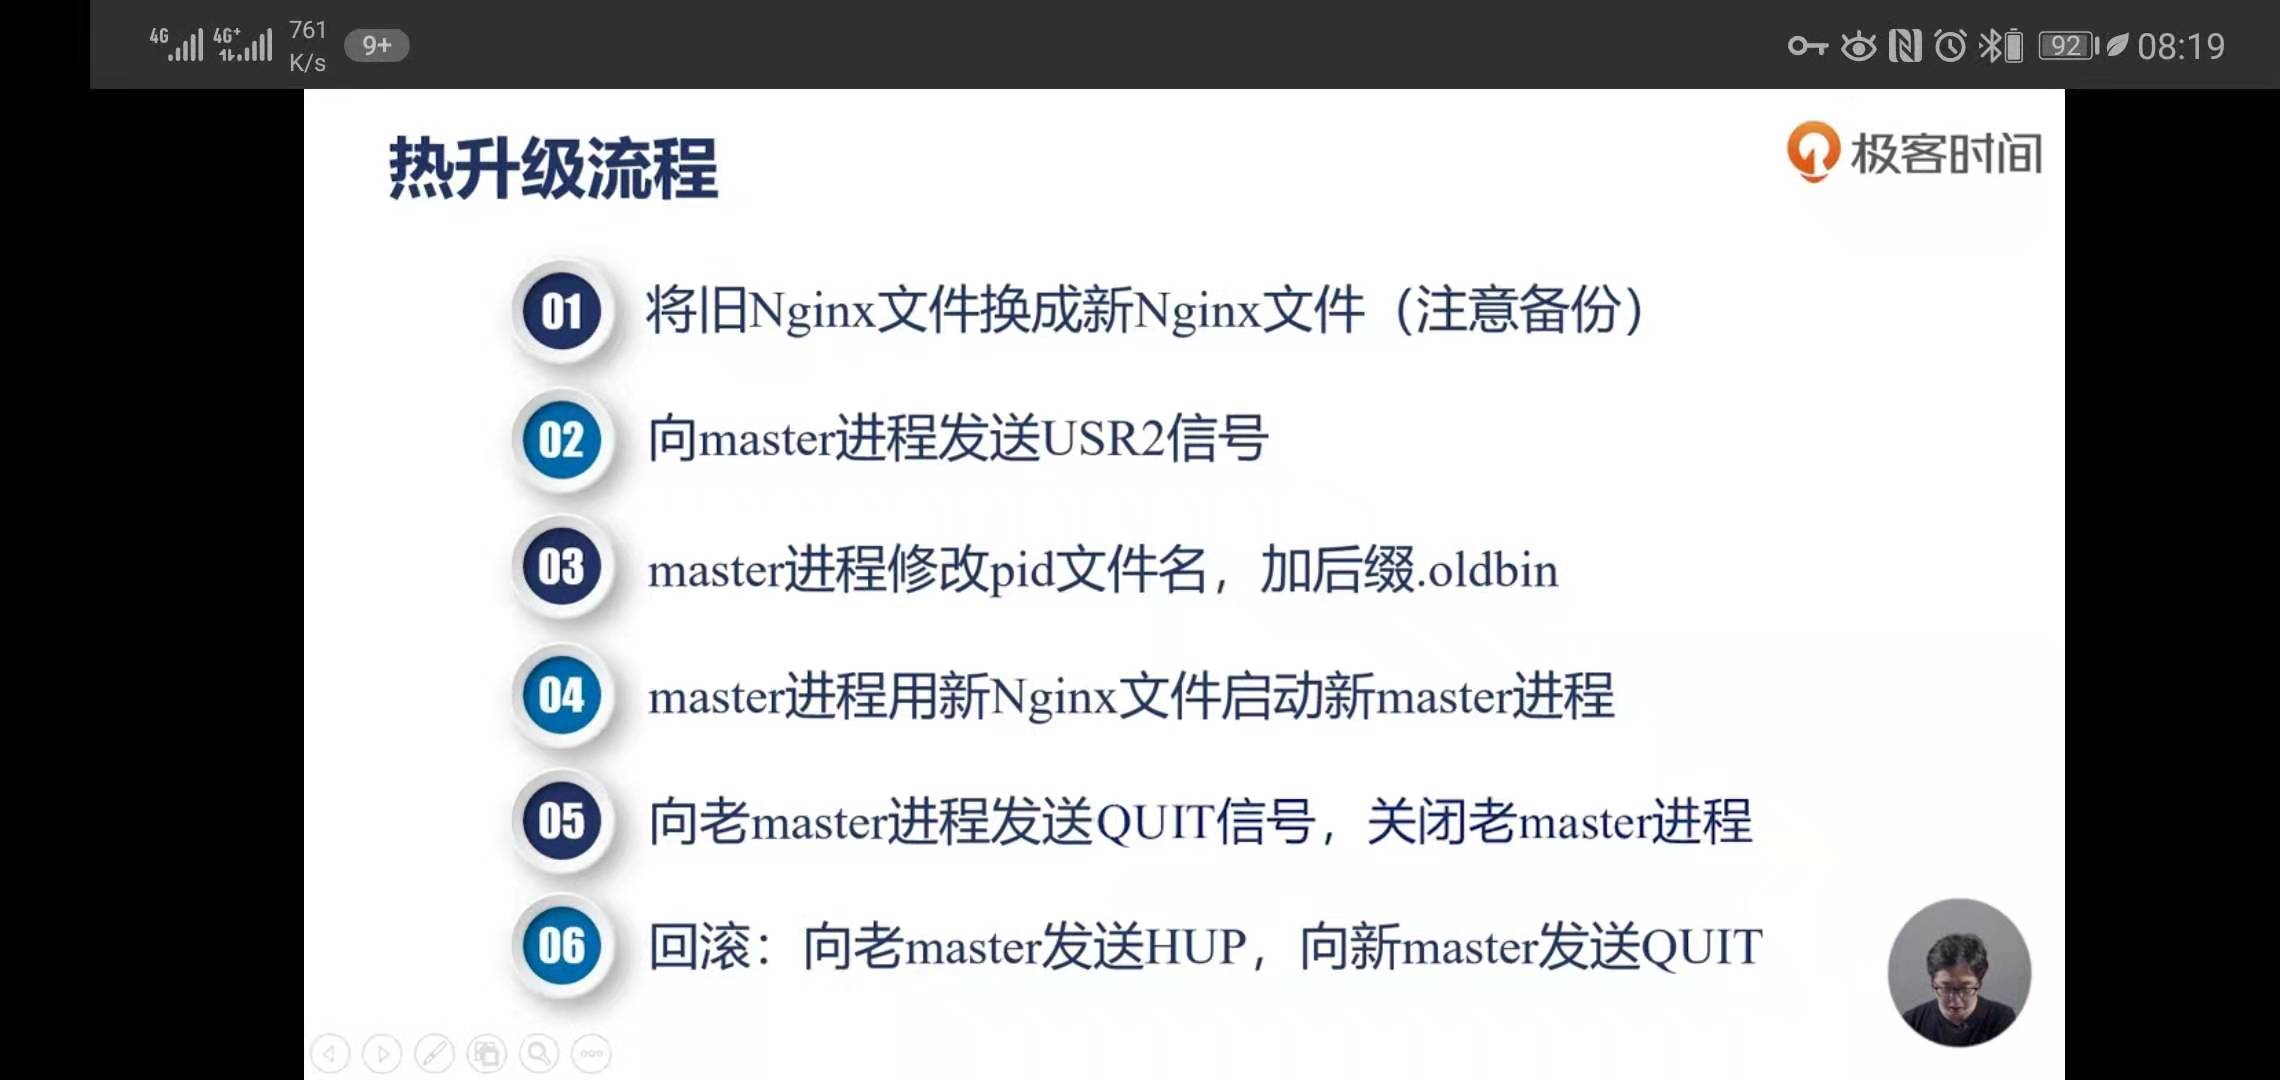 4G 4G+ 761 K/s 9+ 92 08:19
热升级流程
极客时间
01 将旧Nginx文件换成新Nginx文件（注意备份）
02 向master进程发送USR2信号
03 master进程修改pid文件名，加后缀.oldbin
04 master进程用新Nginx文件启动新master进程
05 向老master进程发送QUIT信号，关闭老master进程
06 回滚：向老master发送HUP，向新master发送QUIT